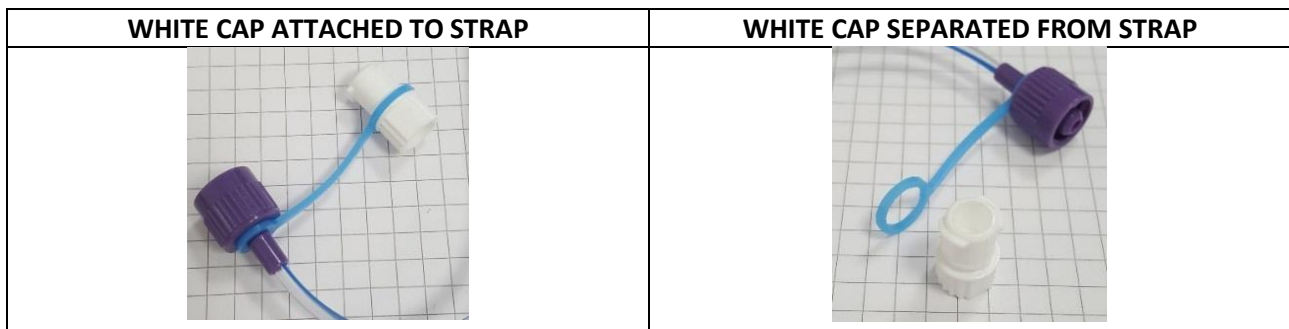 WHITE CAP ATTACHED TO STRAP
WHITE CAP SEPARATED FROM STRAP